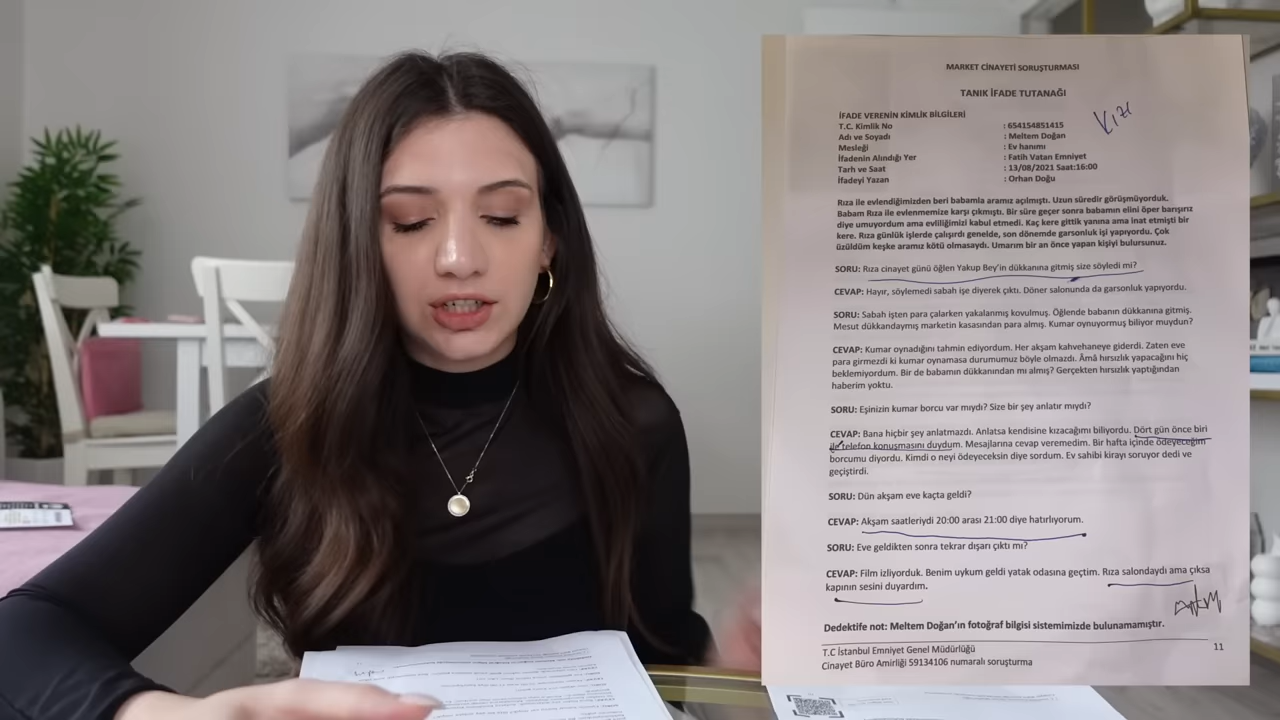 MARKET CİNAYETİ SORUŞTURMASI
TANIK İFADE TUTANAĞI
Kızı
İFADE VERENİN KİMLİK BİLGİLERİ
T.C. Kimlik No : 654154851415
Adı ve Soyadı : Meltem Doğan
Mesleği : Ev hanımı
İfadenin Alındığı Yer : Fatih Vatan Emniyet
Tarh ve Saat : 13/08/2021 Saat:16:00
İfadeyi Yazan : Orhan Doğu
Rıza ile evlendiğimizden beri babamla aramız açılmıştı. Uzun süredir görüşmüyorduk.
Babam Rıza ile evlenmemize karşı çıkmıştı. Bir süre geçer sonra babamın elini öper barışırız
diye umuyordum ama evliliğimizi kabul etmedi. Kaç kere gittik yanına ama inat etmişti bir
kere. Rıza günlük işlerde çalışırdı genelde, son dönemde garsonluk işi yapıyordu. Çok
üzüldüm keşke aramız kötü olmasaydı. Umarım bir an önce yapan kişiyi bulursunuz.
SORU: Rıza cinayet günü öğlen Yakup Bey'in dükkanına gitmiş size söyledi mi?
CEVAP: Hayır, söylemedi sabah işe diyerek çıktı. Döner salonunda da garsonluk yapıyordu.
SORU: Sabah işten para çalarken yakalanmış kovulmuş. Öğlende babanın dükkanına gitmiş.
Mesut dükkandaymış marketin kasasından para almış. Kumar oynuyormuş biliyor muydun?
CEVAP: Kumar oynadığını tahmin ediyordum. Her akşam kahvehaneye giderdi. Zaten eve
para girmezdi ki kumar oynamasa durumumuz böyle olmazdı. Âmâ hırsızlık yapacağını hiç
beklemiyordum. Bir de babamın dükkanından mı almış? Gerçekten hırsızlık yaptığından
haberim yoktu.
SORU: Eşinizin kumar borcu var mıydı? Size bir şey anlatır mıydı?
CEVAP: Bana hiçbir şey anlatmazdı. Anlatsa kendisine kızacağımı biliyordu. Dört gün önce biri
ile telefon konuşmasını duydum. Mesajlarına cevap veremedim. Bir hafta içinde ödeyeceğim
borcumu diyordu. Kimdi o neyi ödeyeceksin diye sordum. Ev sahibi kirayı soruyor dedi ve
geçiştirdi.
SORU: Dün akşam eve kaçta geldi?
CEVAP: Akşam saatleriydi 20:00 arası 21:00 diye hatırlıyorum.
SORU: Eve geldikten sonra tekrar dışarı çıktı mı?
CEVAP: Film izliyorduk. Benim uykum geldi yatak odasına geçtim. Rıza salondaydı ama çıksa
kapının sesini duyardım.
Dedektife not: Meltem Doğan'ın fotoğraf bilgisi sistemimizde bulunamamıştır.
T.C İstanbul Emniyet Genel Müdürlüğü
Cinayet Büro Amirliği 59134106 numaralı soruşturma
11